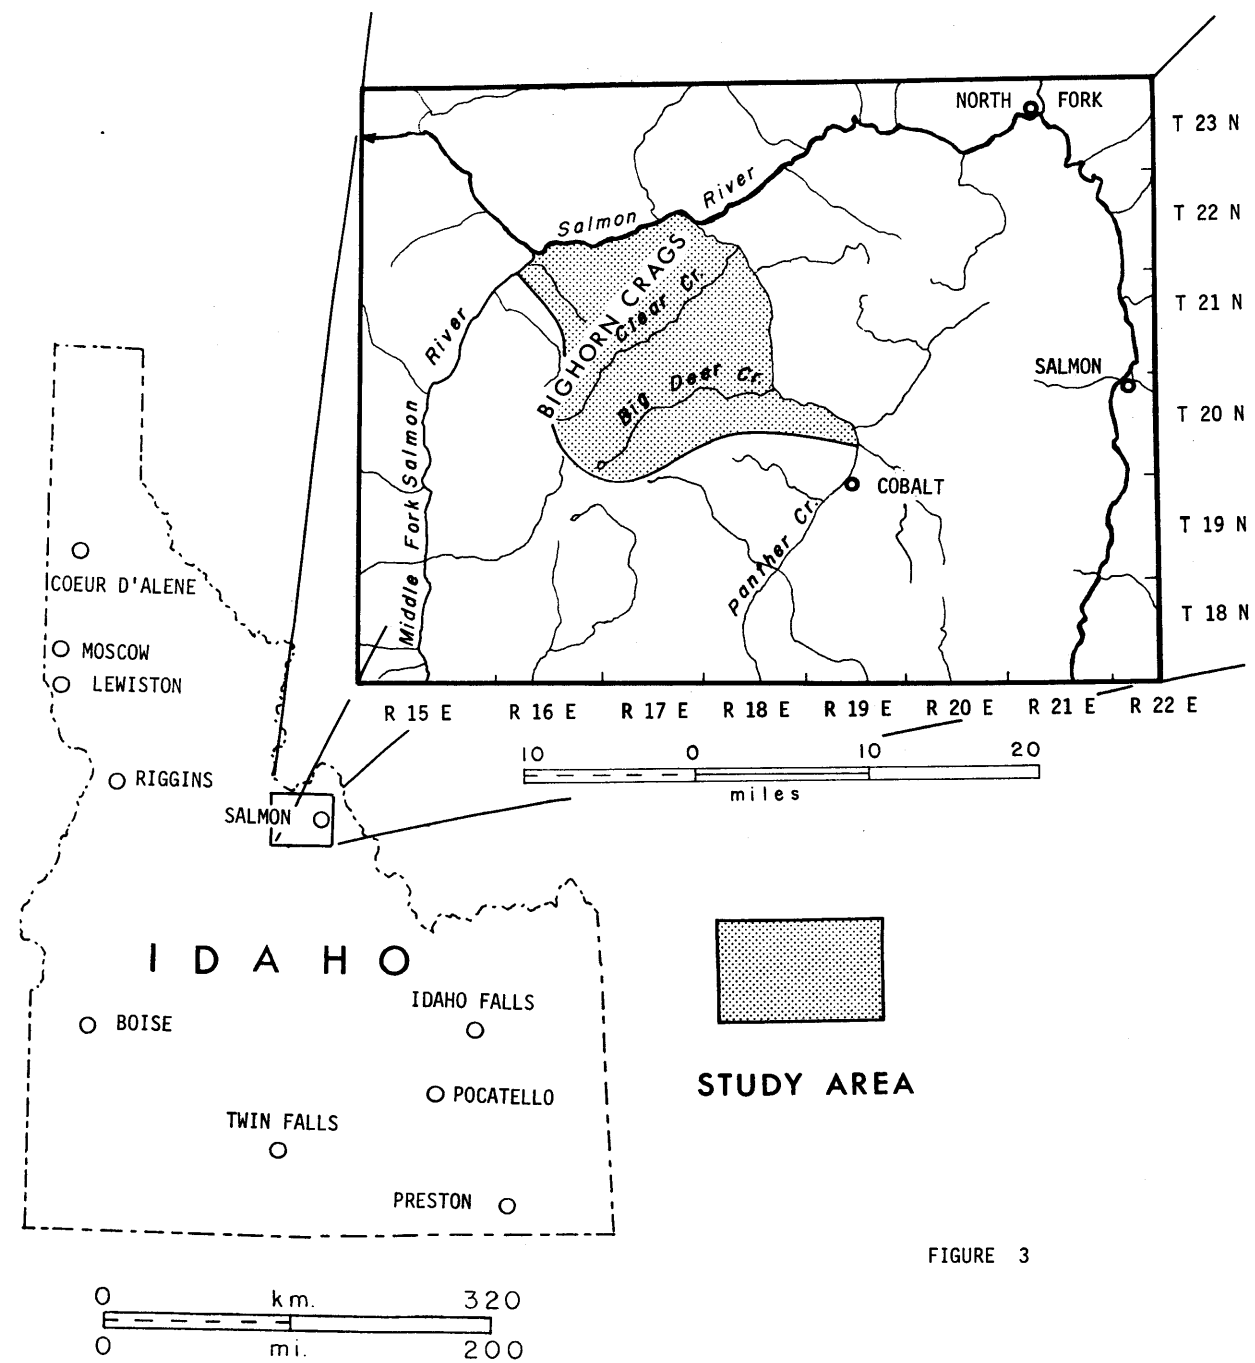 NORTH FORK
T 23 N
River
T 22 N
Salmon
BIGHORN CRAGS
Clear Cr.
T 21 N
River
SALMON
Big Deer Cr.
T 20 N
Middle Fork Salmon
COBALT
Panther Cr.
T 19 N
T 18 N
R 15 E R 16 E R 17 E R 18 E R 19 E R 20 E R 21 E R 22 E
10 0 10 20
miles
COEUR D'ALENE
MOSCOW
LEWISTON
RIGGINS
SALMON
IDAHO
IDAHO FALLS
BOISE
POCATELLO
TWIN FALLS
PRESTON
STUDY AREA
FIGURE 3
0 km. 320
0 mi. 200